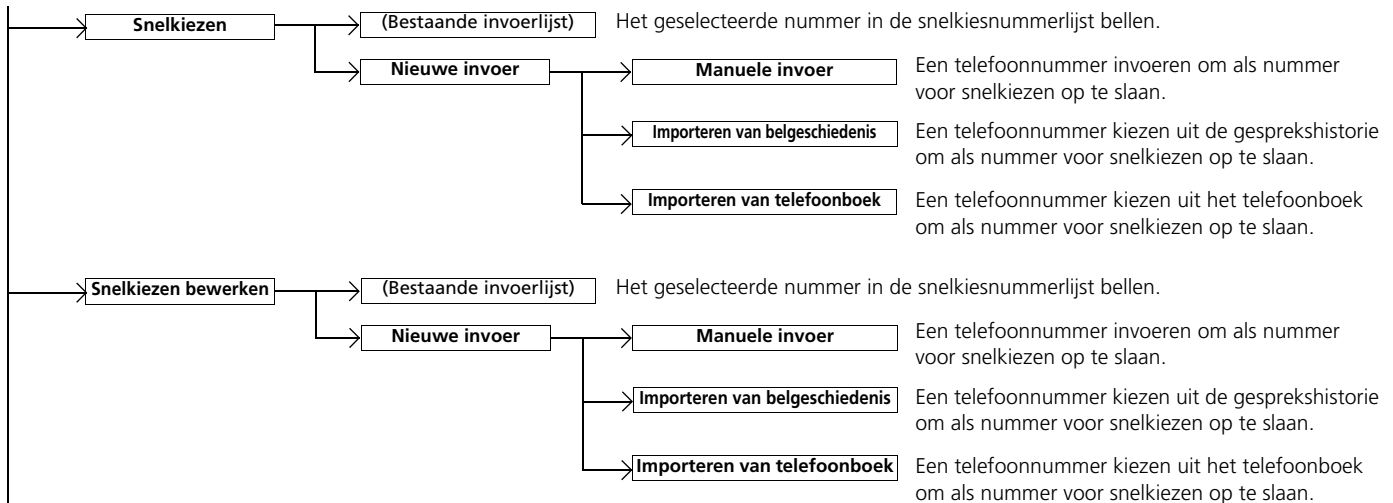 Snelkiezen
(Bestaande invoerlijst)
Het geselecteerde nummer in de snelkiesnummerlijst bellen.
Nieuwe invoer
Manuele invoer
Een telefoonnummer invoeren om als nummer
voor snelkiezen op te slaan.
Importeren van belgeschiedenis
Een telefoonnummer kiezen uit de gesprekshistorie
om als nummer voor snelkiezen op te slaan.
Importeren van telefoonboek
Een telefoonnummer kiezen uit het telefoonboek
om als nummer voor snelkiezen op te slaan.
Snelkiezen bewerken
(Bestaande invoerlijst)
Het geselecteerde nummer in de snelkiesnummerlijst bellen.
Nieuwe invoer
Manuele invoer
Een telefoonnummer invoeren om als nummer
voor snelkiezen op te slaan.
Importeren van belgeschiedenis
Een telefoonnummer kiezen uit de gesprekshistorie
om als nummer voor snelkiezen op te slaan.
Importeren van telefoonboek
Een telefoonnummer kiezen uit het telefoonboek
om als nummer voor snelkiezen op te slaan.